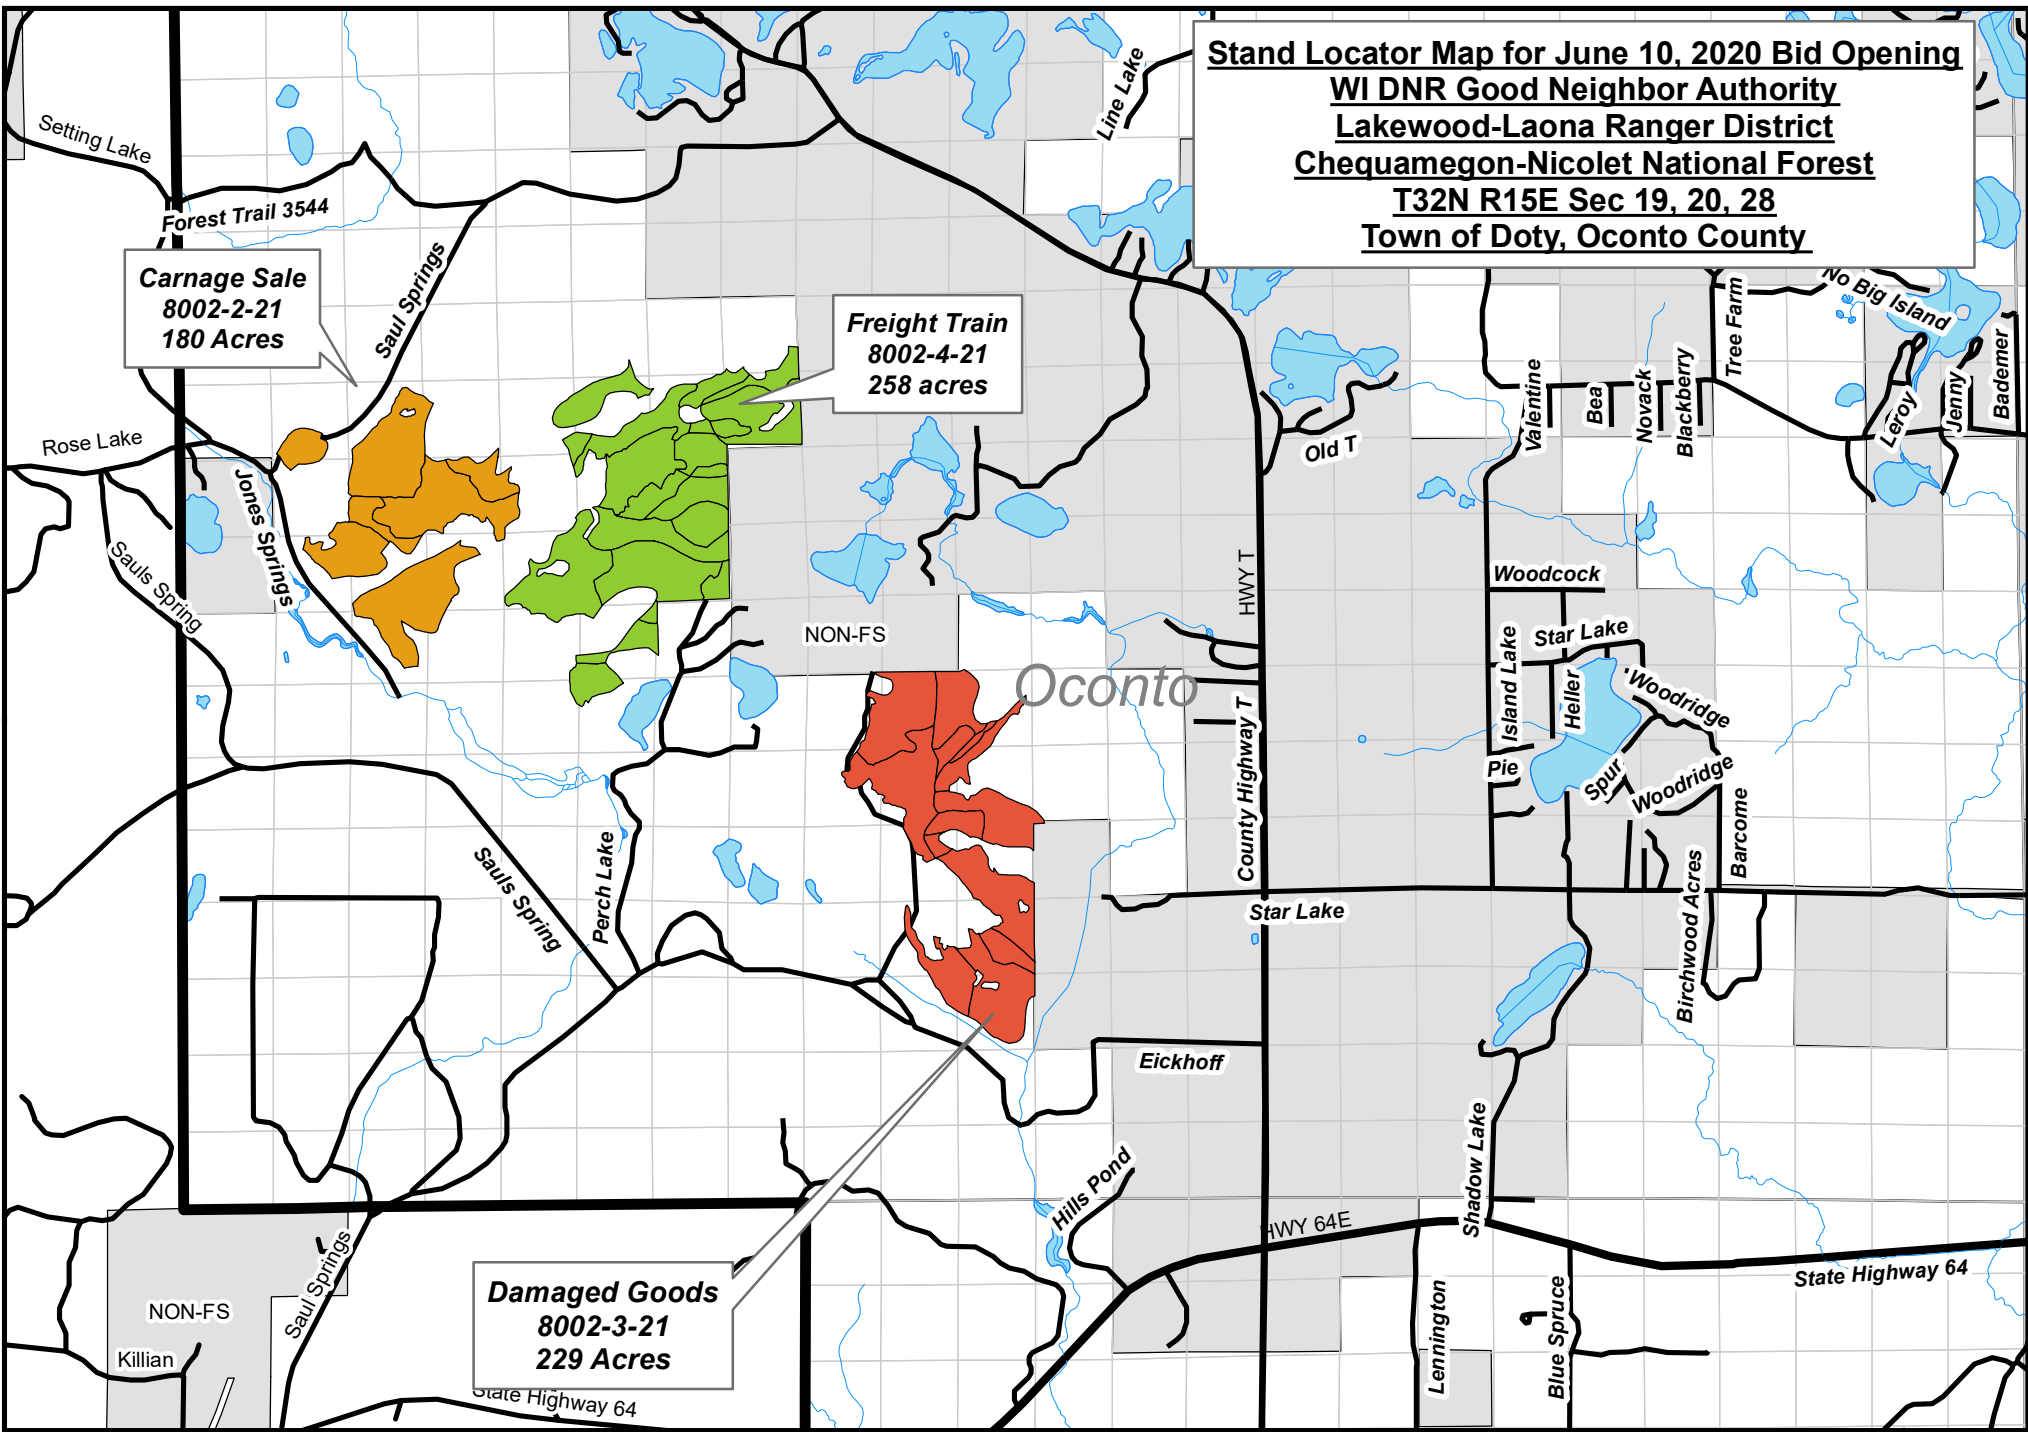 Stand Locator Map for June 10, 2020 Bid Opening
WI DNR Good Neighbor Authority
Lakewood-Laona Ranger District
Chequamegon-Nicolet National Forest
T32N R15E Sec 19, 20, 28
Town of Doty, Oconto County
Line Lake
Setting Lake
Forest Trail 3544
Saul Springs
Carnage Sale
8002-2-21
180 Acres
Freight Train
8002-4-21
258 acres
No Big Island
Tree Farm
Bademer
Valentine
Bea
Novack
Blackberry
Leroy
Jenny
Old T
Rose Lake
Jones Springs
Sauls Spring
HWY T
Woodcock
NON-FS
Star Lake
Oconto
Island Lake
Heller
Woodridge
County Highway T
Pie
Spur
Woodridge
Barcome
Sauls Spring
Perch Lake
Star Lake
Birchwood Acres
Eickhoff
Shadow Lake
Hills Pond
HWY 64E
State Highway 64
Saul Springs
NON-FS
Killian
Damaged Goods
8002-3-21
229 Acres
State Highway 64
Lennington
Blue Spruce